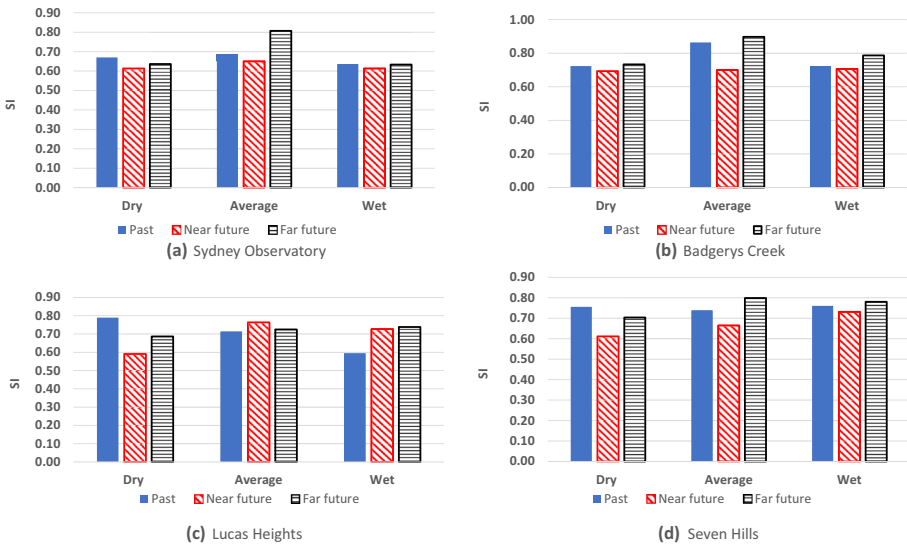 0.90
0.80
0.70
0.60
0.50
0.40
0.30
0.20
0.10
0.00
SI
Dry Average Wet
Past Near future Far future
(a) Sydney Observatory
1.00
0.80
0.60
0.40
0.20
0.00
SI
Dry Average Wet
Past Near future Far future
(b) Badgerys Creek
0.90
0.80
0.70
0.60
0.50
0.40
0.30
0.20
0.10
0.00
SI
Dry Average Wet
Past Near future Far future
(c) Lucas Heights
0.90
0.80
0.70
0.60
0.50
0.40
0.30
0.20
0.10
0.00
SI
Dry Average Wet
Past Near future Far future
(d) Seven Hills